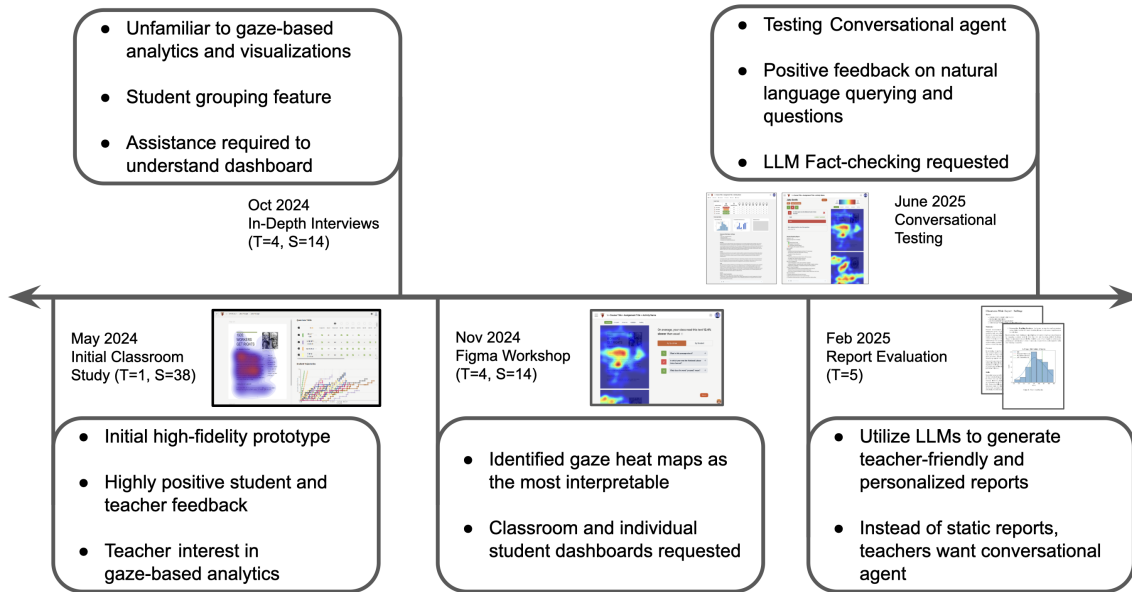 ● Unfamiliar to gaze-based
analytics and visualizations
● Student grouping feature
● Assistance required to
understand dashboard
Oct 2024
In-Depth Interviews
(T=4, S=14)
● Testing Conversational agent
● Positive feedback on natural
language querying and
questions
● LLM Fact-checking requested
June 2025
Conversational
Testing
May 2024
Initial Classroom
Study (T=1, S=38)
● Initial high-fidelity prototype
● Highly positive student and
teacher feedback
● Teacher interest in
gaze-based analytics
Nov 2024
Figma Workshop
(T=4, S=14)
● Identified gaze heat maps as
the most interpretable
● Classroom and individual
student dashboards requested
Feb 2025
Report Evaluation
(T=5)
● Utilize LLMs to generate
teacher-friendly and
personalized reports
● Instead of static reports,
teachers want conversational
agent